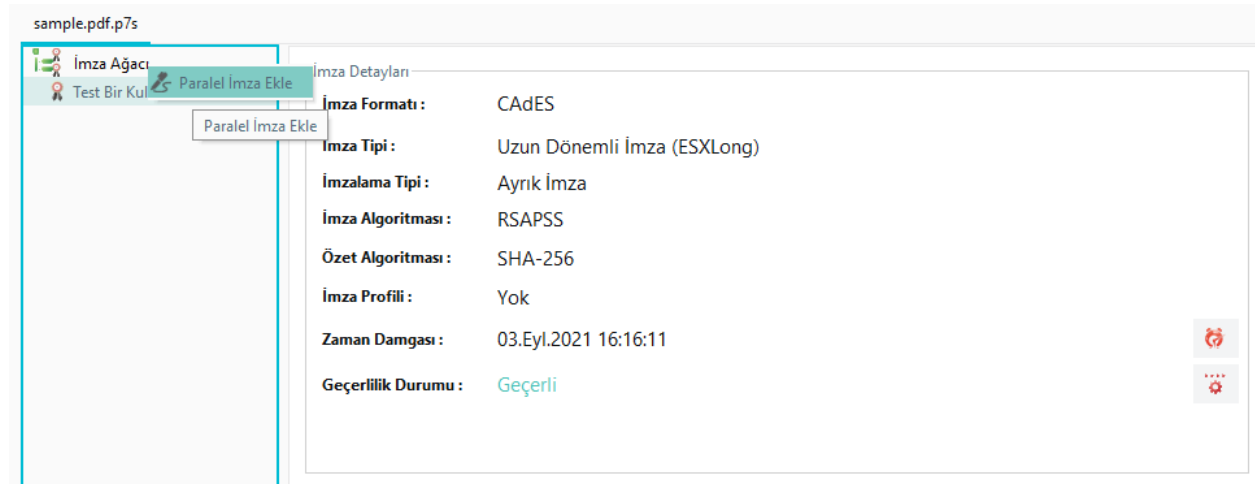 sample.pdf.p7s
İmza Ağacı
Paralel İmza Ekle
Test Bir Kul
Paralel İmza Ekle
İmza Detayları
İmza Formatı : CAdES
İmza Tipi : Uzun Dönemli İmza (ESXLong)
İmzalama Tipi : Ayrık İmza
İmza Algoritması : RSAPSS
Özet Algoritması : SHA-256
İmza Profili : Yok
Zaman Damgası : 03.Eyl.2021 16:16:11
Geçerlilik Durumu : Geçerli